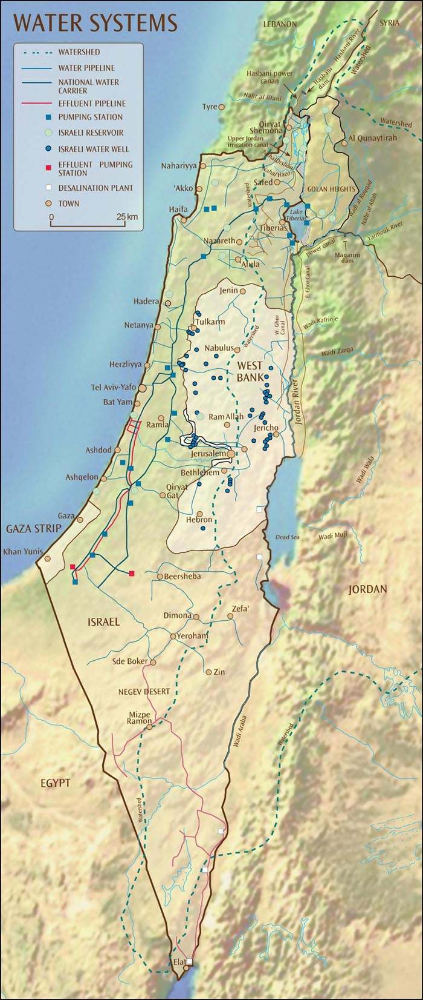 WATER SYSTEMS
WATERSHED
WATER PIPELINE
NATIONAL WATER
CARRIER
EFFLUENT PIPELINE
PUMPING STATION
ISRAELI RESERVOIR
ISRAELI WATER WELL
EFFLUENT PUMPING
STATION
DESALINATION PLANT
TOWN
0 25 km
LEBANON
SYRIA
Hasbani River
Watershed
Hasbani power
canan
Hasbani
dam
Nahr al litani
Tyre
Watershed
Qiryat
Shemona
Al Qunaytirah
Upper Jordan
irrigation canal
Nahal Drshon
Nahal Hazor
Nahariyya
Safed
'Akko
GOLAN HEIGHTS
Watershed
Wadi al Ruqqad
Nahr al Allah
Haifa
Lake
Tiberias
Tiberias
Yarmouk River
Nazareth
power canal
Maqarim
dam
'Afula
E. Ghor Canal
Jenin
Hadera
Tulkarm
Netanya
W. Ghor
Canal
Wadi Kafrinje
Watershed
Nabulus
Wadi Zarqa
Herzliyya
WEST
BANK
Tel Aviv-Yafo
Jordan River
Bat Yam
Ram Allah
Ramla
Jericho
Ashdod
Jerusalem
Wadi Wala
Bethlehem
Ashqelon
Qiryat
Gat
Gaza
Hebron
GAZA STRIP
Dead Sea
Wadi Muji
Khan Yunis
Beersheba
JORDAN
ISRAEL
Dimona
Zefa'
Yeroham
Sde Boker
Zin
NEGEV DESERT
Mizpe
Ramon
Wadi Araba
Watershed
EGYPT
Watershed
Elat